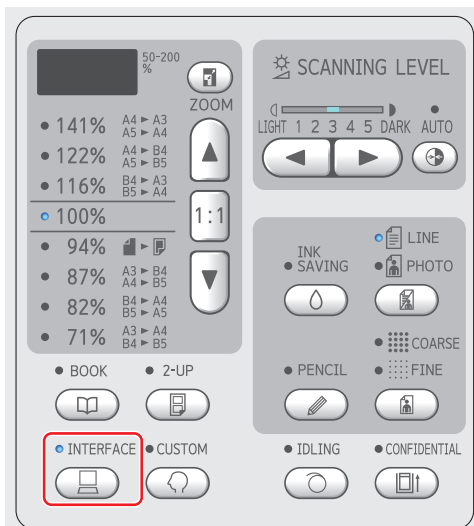 50-200
%
ZOOM
141% A4 ► A3
A5 ► A4
122% A4 ► B4
A5 ► B5
116% B4 ► A3
B5 ► A4
100%
1:1
94%
87% A3 ► B4
A4 ► B5
82% B4 ► A4
B5 ► A5
71% A3 ► A4
B4 ► B5
BOOK
2-UP
INTERFACE
CUSTOM
SCANNING LEVEL
LIGHT 1 2 3 4 5 DARK AUTO
INK
SAVING
LINE
PHOTO
COARSE
FINE
PENCIL
IDLING
CONFIDENTIAL